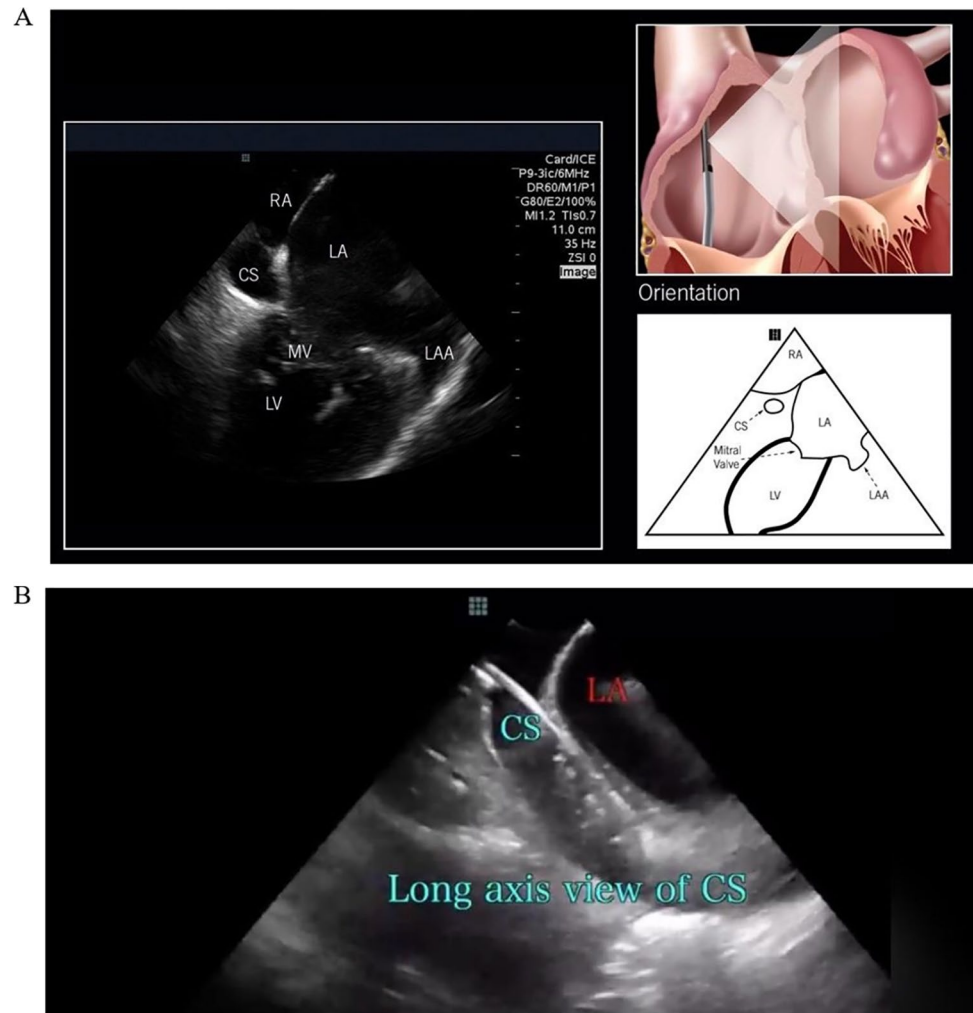 A
RA
LA
CS
MV
LAA
LV
Card/ICE
P9-3ic/6MHz
DR60/M1/P1
G80/E2/100%
MI1.2 TIs0.7
11.0 cm
35 Hz
ZSI 0
Image
Orientation
RA
CS
LA
Mitral
Valve
LV
LAA
B
LA
CS
Long axis view of CS